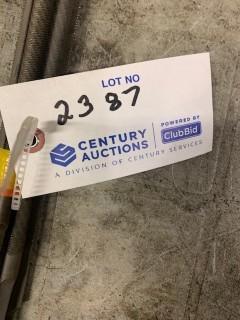 LOT NO
2387
CENTURY
AUCTIONS
A DIVISION OF CENTURY SERVICES
POWERED BY
ClubBid